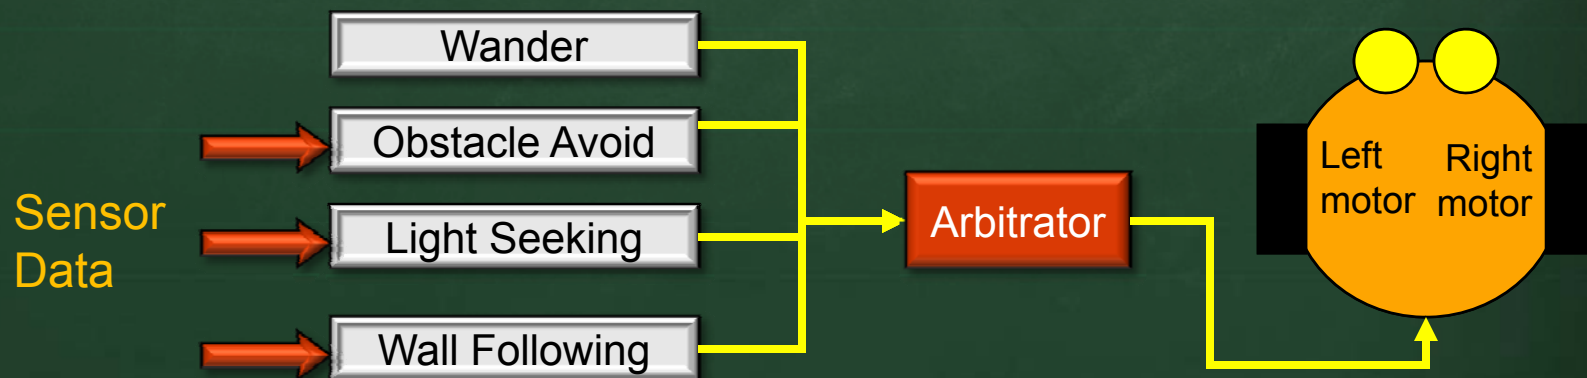 Wander
Obstacle Avoid
Sensor
Data
Light Seeking
Wall Following
Arbitrator
Left
motor
Right
motor